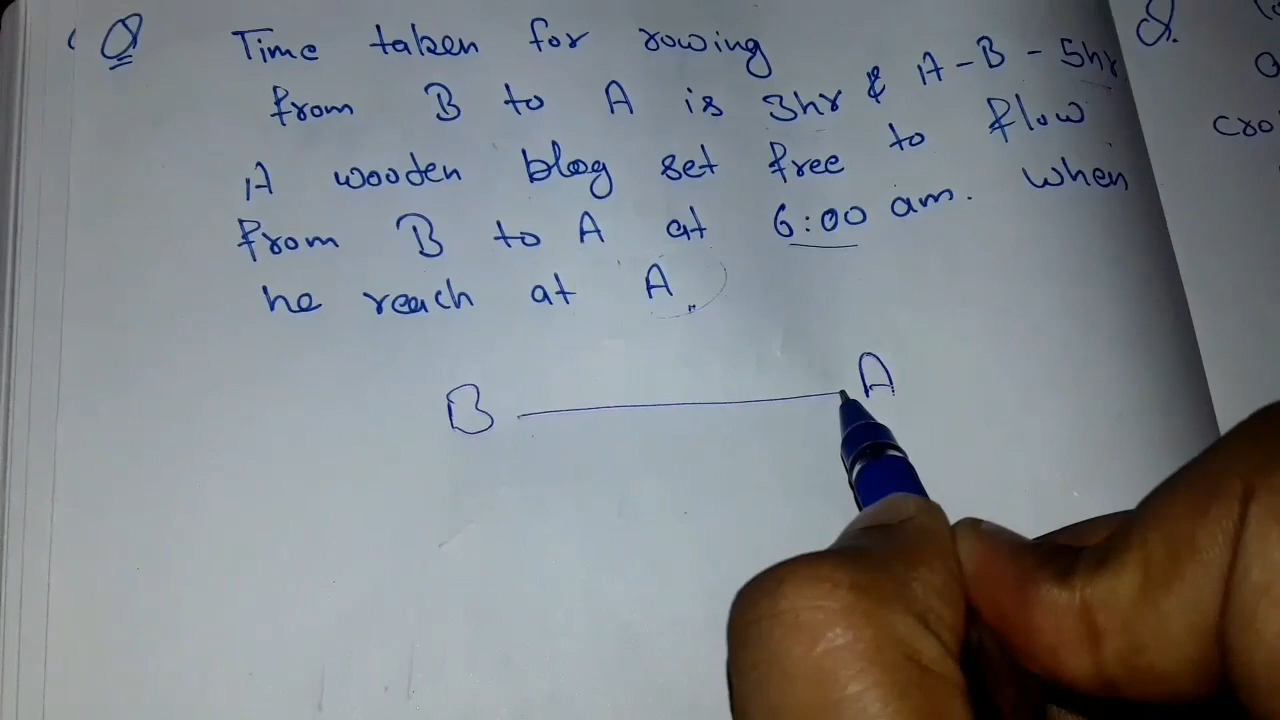 Q Time taken for rowing
from B to A is 3hr & A-B - 5hr
A wooden blog set free to flow
from B to A at 6:00 am. when
he reach at A
B A
Q.